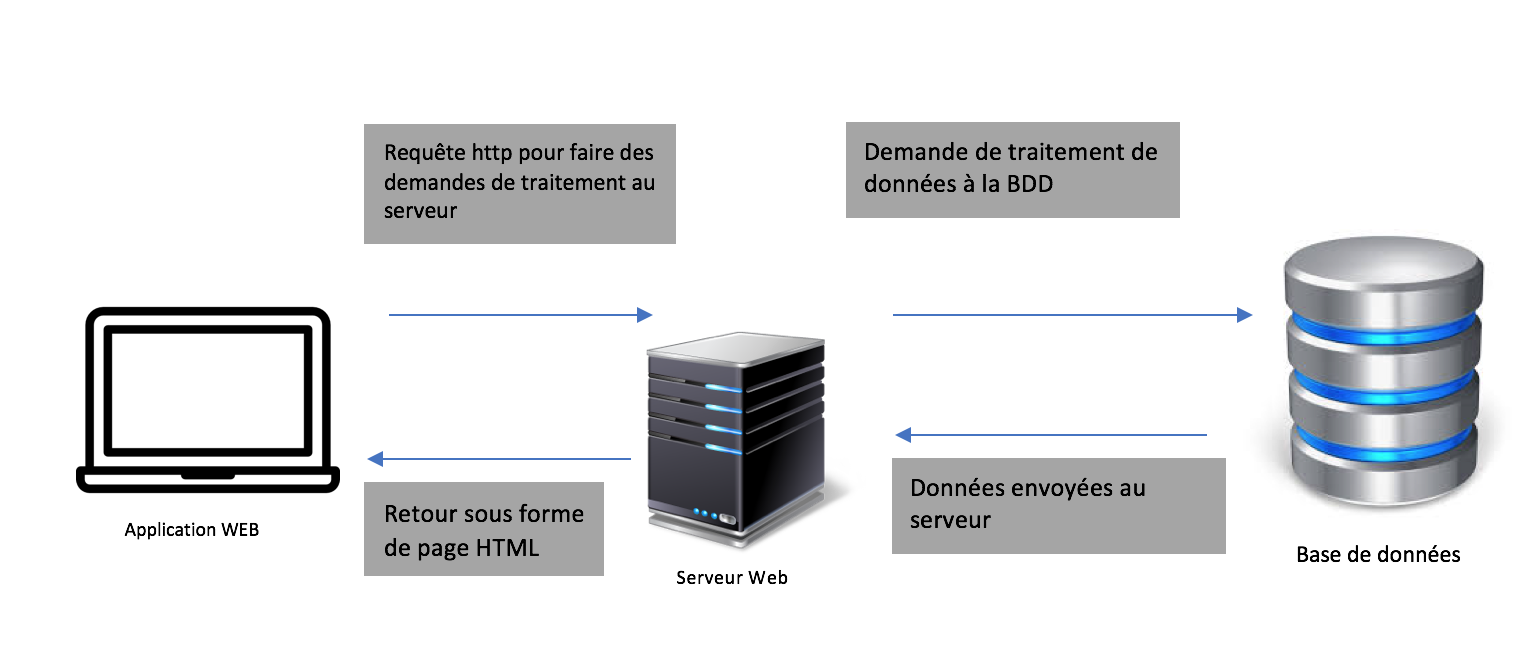 Requête http pour faire des
demandes de traitement au
serveur
Demande de traitement de
données à la BDD
Application WEB
Retour sous forme
de page HTML
Serveur Web
Données envoyées au
serveur
Base de données